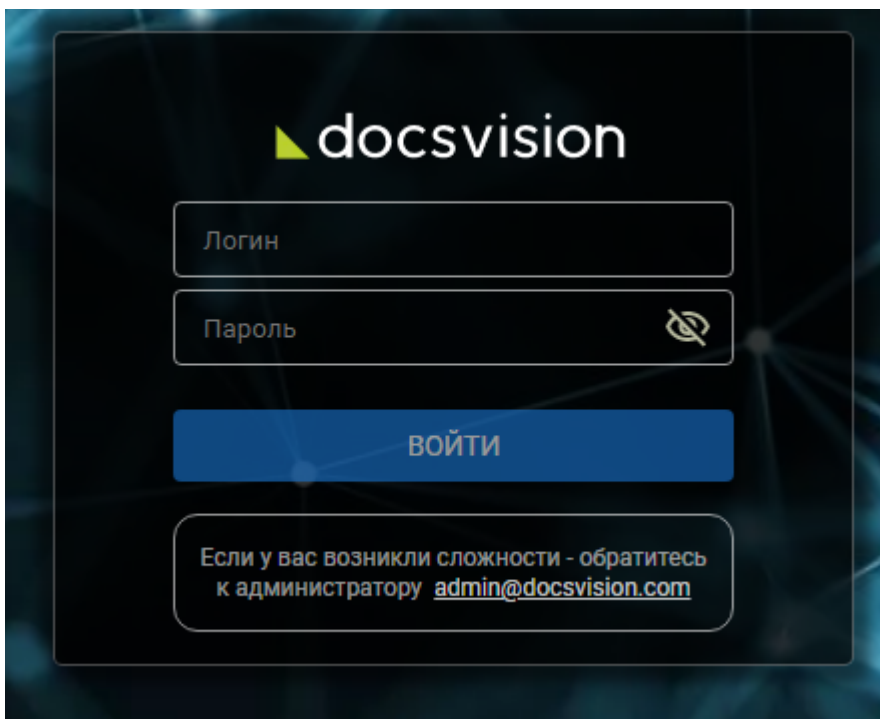 docsvision
Логин
Пароль
ВОЙТИ
Если у вас возникли сложности - обратитесь
к администратору admin@docsvision.com